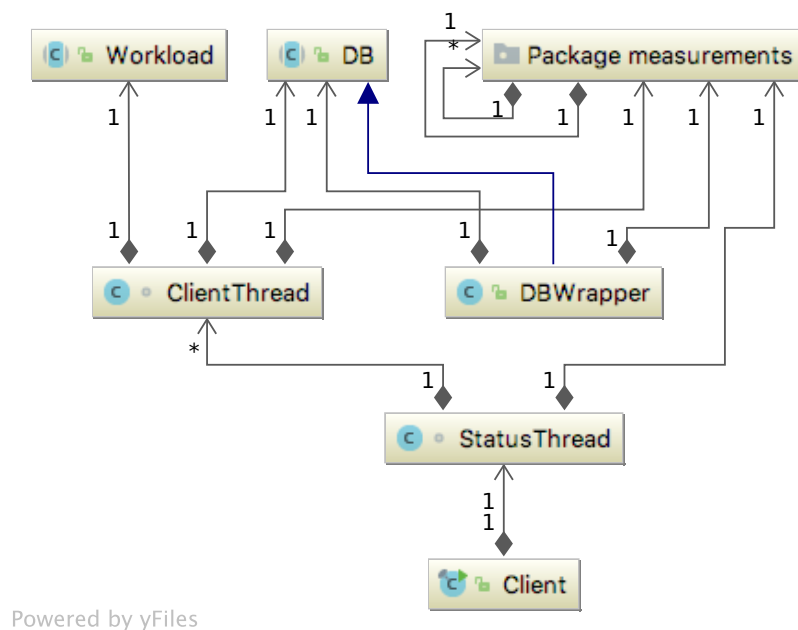 1
*
C Workload
C DB
Package measurements
1
1 1 1 1 1 1 1
1 1 1 1 1
C ClientThread
C DBWrapper
*
1 1
C StatusThread
1
1
C Client
Powered by yFiles